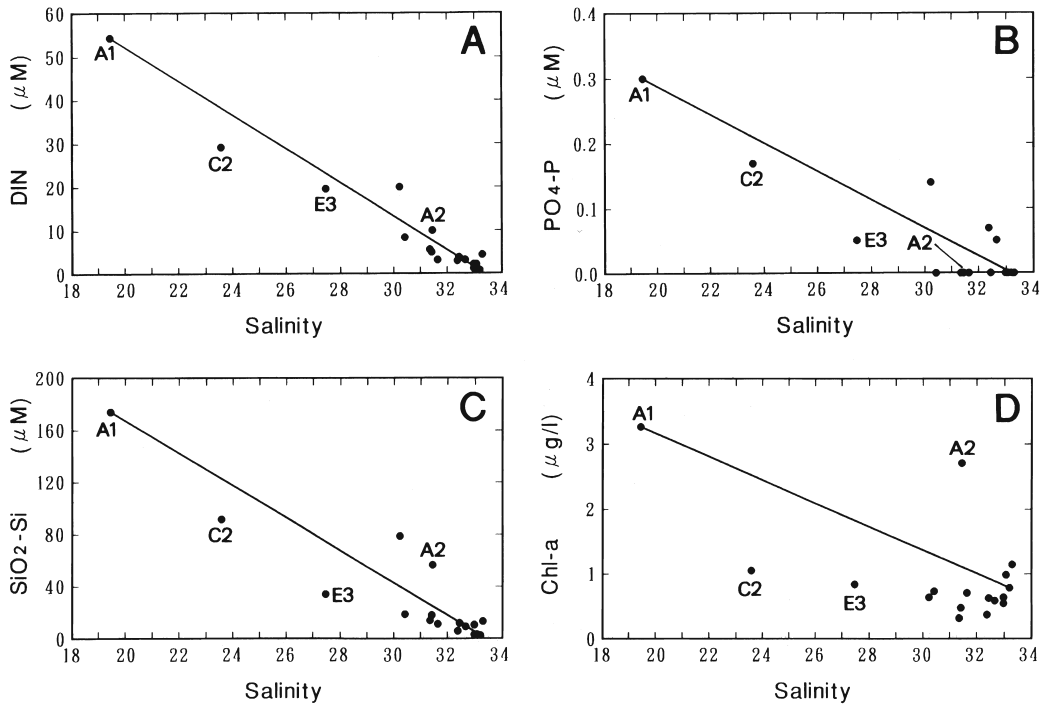 A
60
50
40
30
20
10
0
DIN (μM)
A1
C2
E3
A2
18 20 22 24 26 28 30 32 34
Salinity
B
0.4
0.3
0.2
0.1
0.0
PO4-P (μM)
A1
C2
E3
A2
18 20 22 24 26 28 30 32 34
Salinity
C
200
160
120
80
40
0
SiO2-Si (μM)
A1
C2
E3
A2
18 20 22 24 26 28 30 32 34
Salinity
D
4
3
2
1
0
Chl-a (μg/l)
A1
A2
C2
E3
18 20 22 24 26 28 30 32 34
Salinity